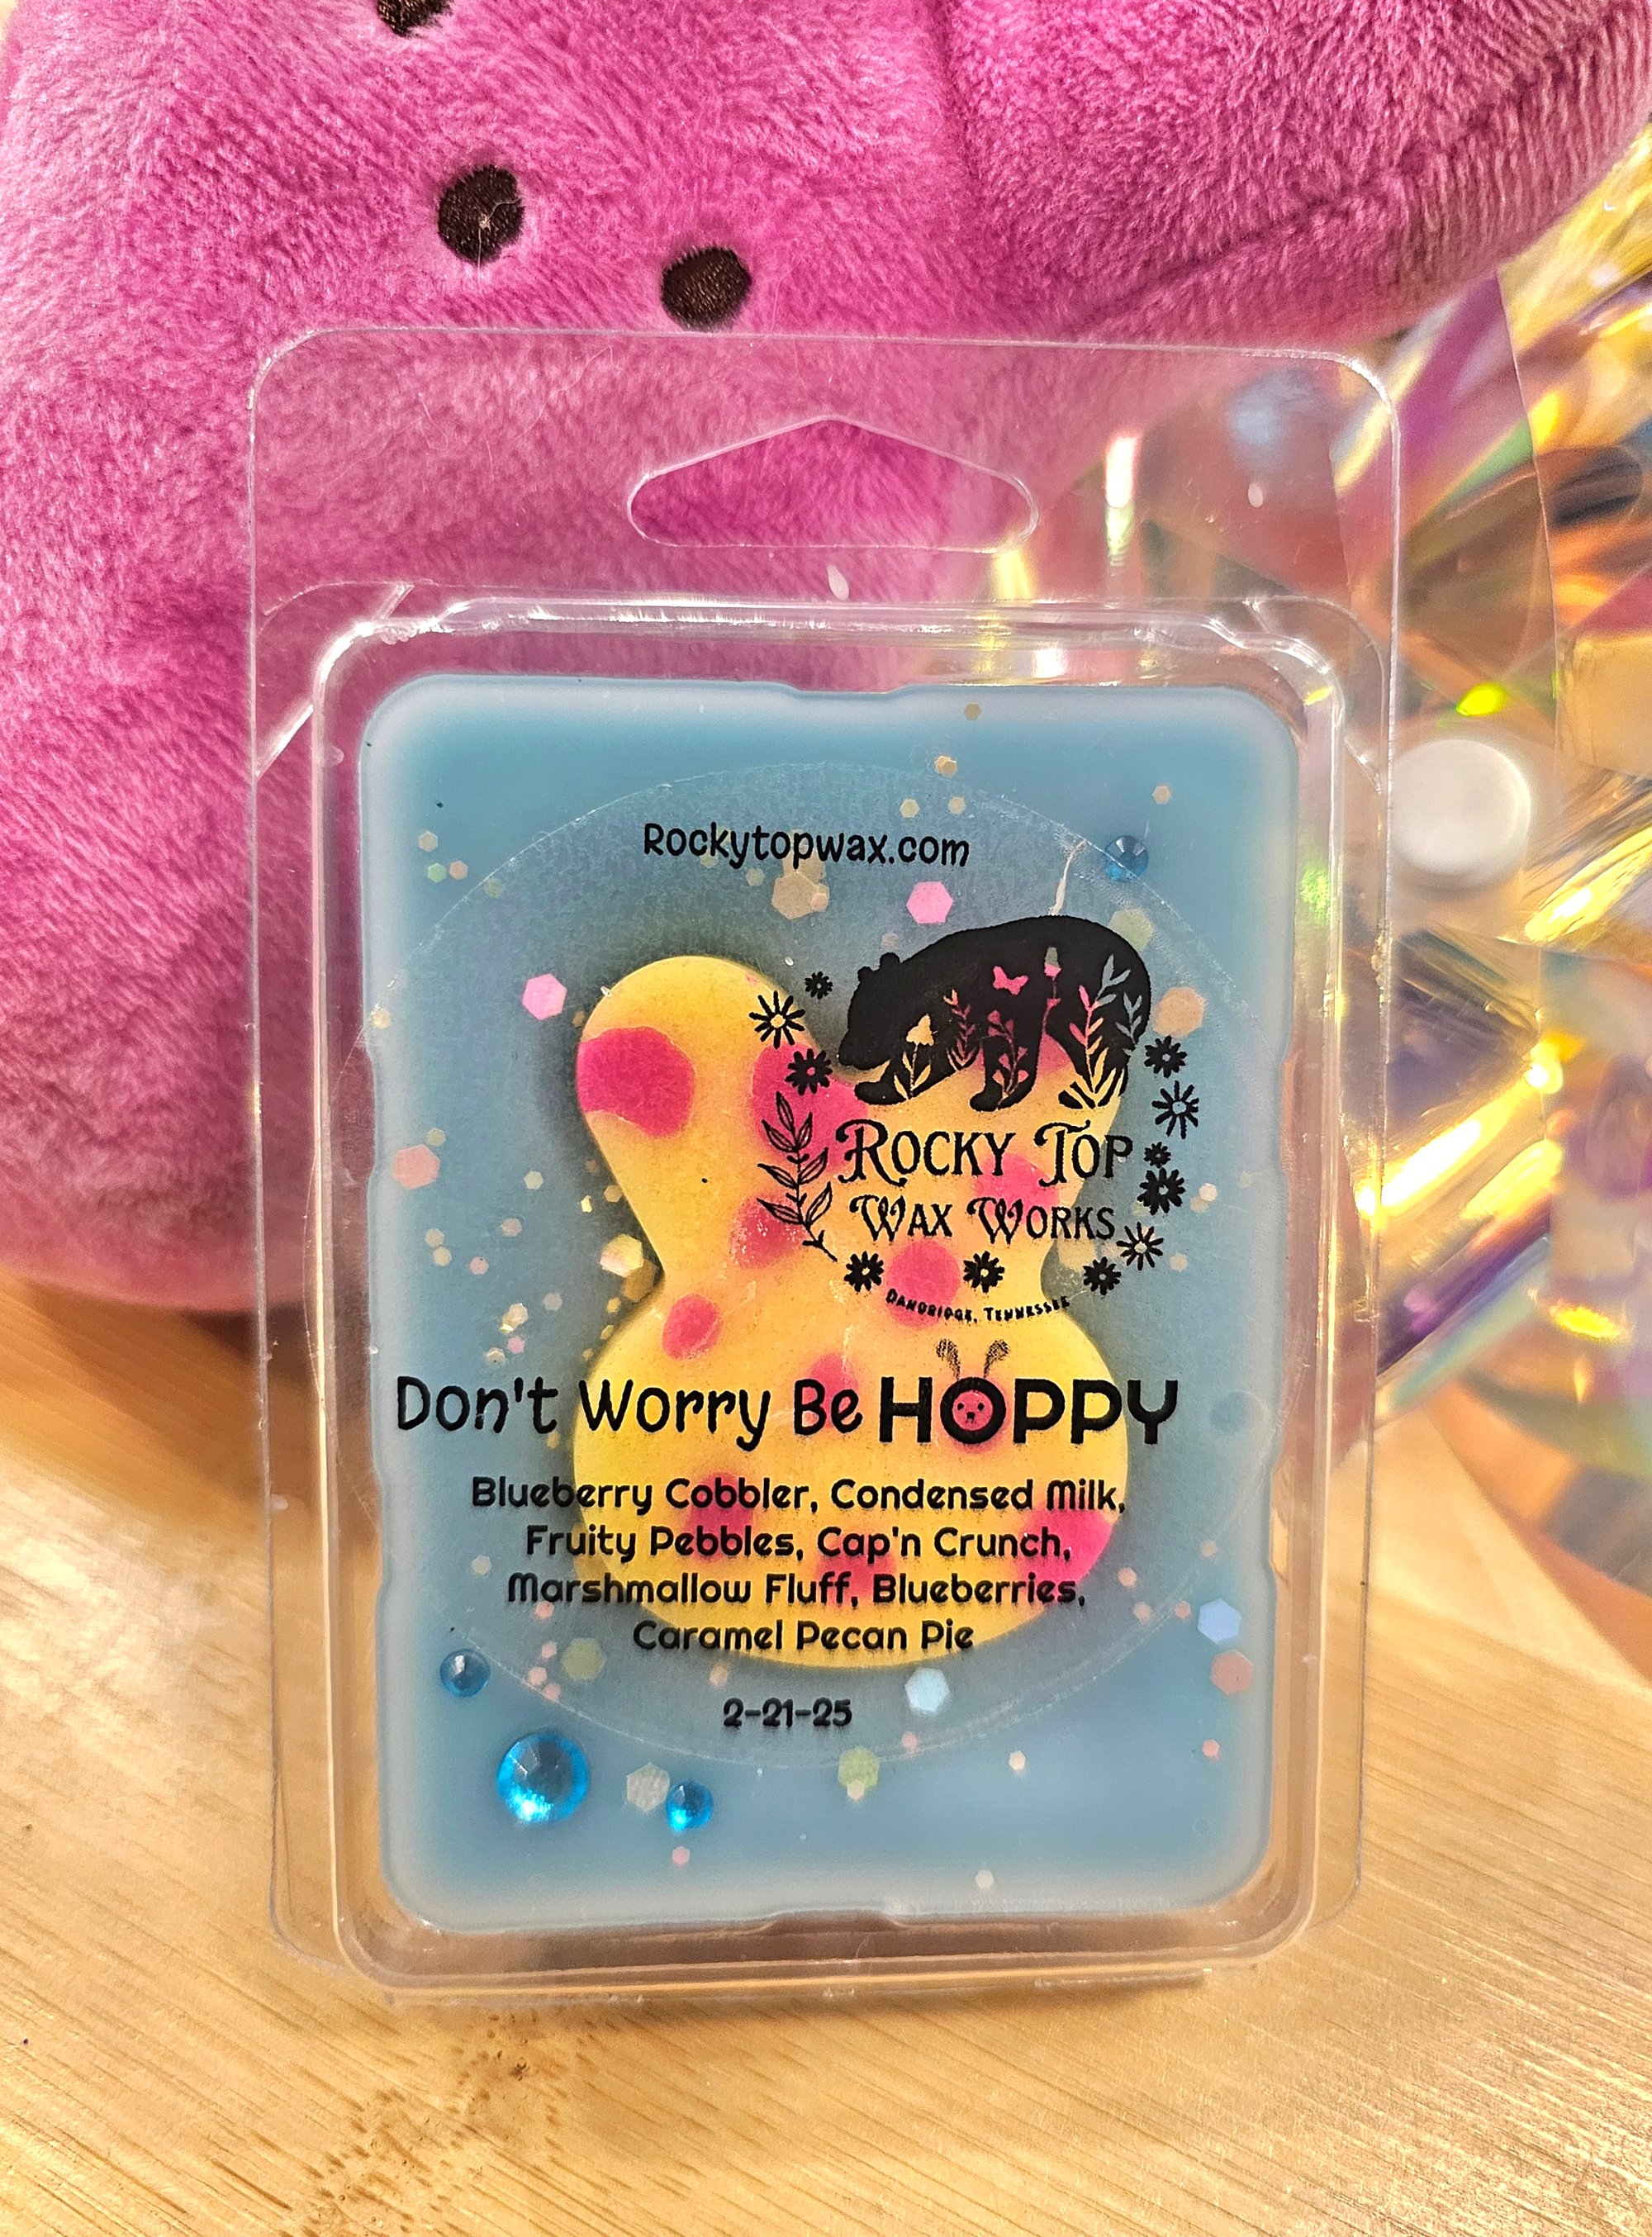 Rockytopwax.com
Rocky Top
Wax Works
Dandridge, Tennessee
Don't Worry Be HOPPY
Blueberry Cobbler, Condensed Milk,
Fruity Pebbles, Cap'n Crunch,
Marshmallow Fluff, Blueberries,
Caramel Pecan Pie
2-21-25